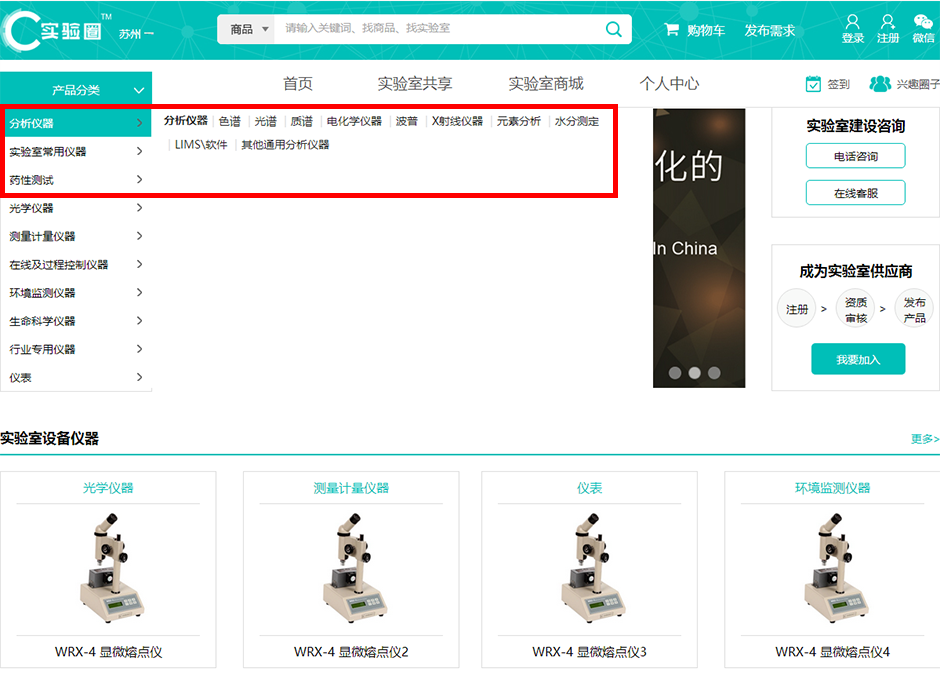 实验圈™ 苏州
商品 请输入关键词、找商品、找实验室
购物车 发布需求 登录 注册 微信
产品分类 首页 实验室共享 实验室商城 个人中心 签到 兴趣圈子
分析仪器 >
实验室常用仪器 >
药性测试 >
光学仪器 >
测量计量仪器 >
在线及过程控制仪器 >
环境监测仪器 >
生命科学仪器 >
行业专用仪器 >
仪表 >
分析仪器 | 色谱 | 光谱 | 质谱 | 电化学仪器 | 波普 | X射线仪器 | 元素分析 | 水分测定
| LIMS\软件 | 其他通用分析仪器
化的
In China
实验室建设咨询
电话咨询
在线客服
成为实验室供应商
注册 > 资质审核 > 发布产品
我要加入
实验室设备仪器 更多>
光学仪器 测量计量仪器 仪表 环境监测仪器
WRX-4 显微熔点仪 WRX-4 显微熔点仪2 WRX-4 显微熔点仪3 WRX-4 显微熔点仪4